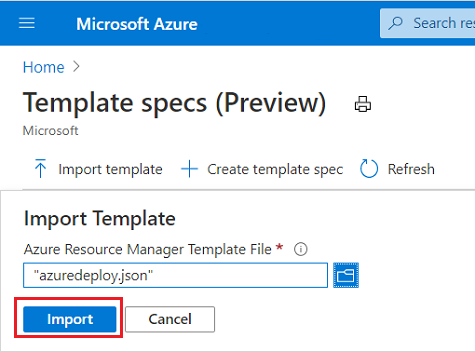 Microsoft Azure
Search resou
Home
Template specs (Preview)
Microsoft
Import template
Create template spec
Refresh
Import Template
Azure Resource Manager Template File *
"azuredeploy.json"
Import
Cancel